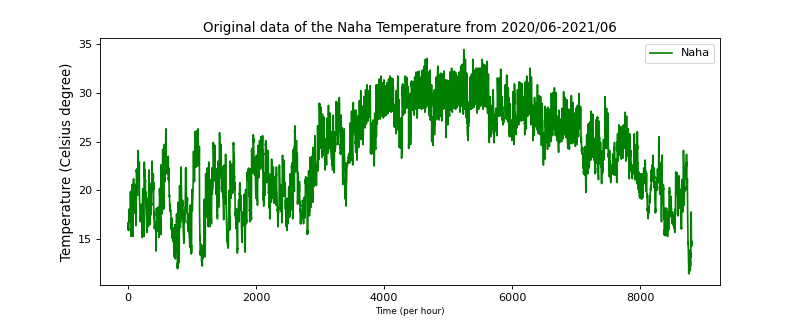 Original data of the Naha Temperature from 2020/06-2021/06
Naha
35
30
25
20
15
Temperature (Celsius degree)
0
2000
4000
6000
8000
Time (per hour)